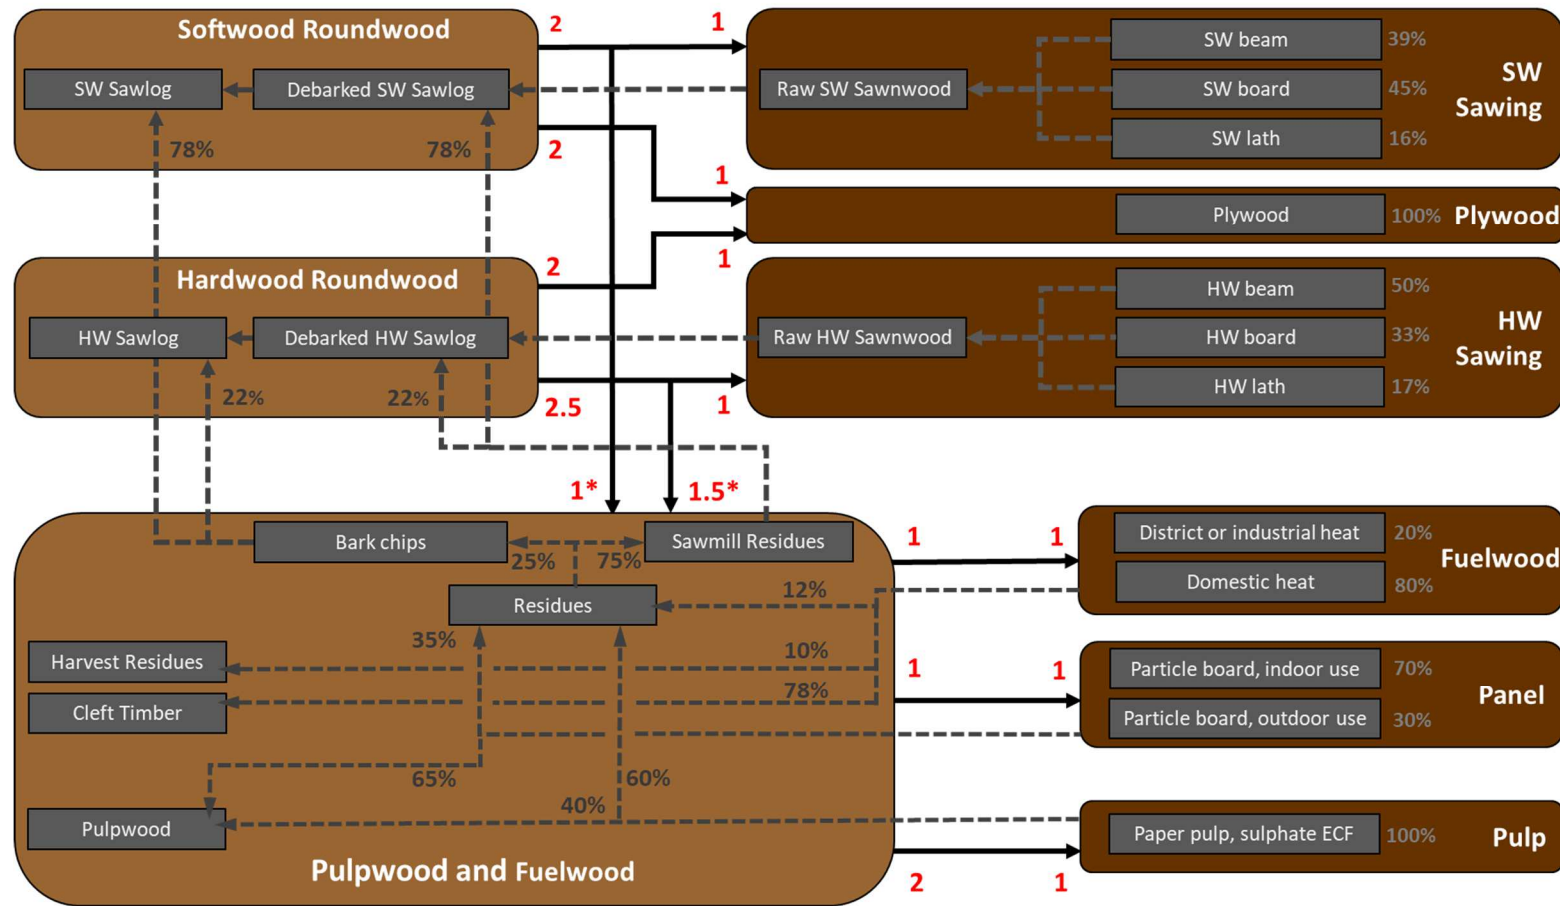 Softwood Roundwood
SW Sawlog
Debarked SW Sawlog
78%
78%
2
1
2
1
Raw SW Sawnwood
SW beam
39%
SW board
45%
SW lath
16%
SW
Sawing
Plywood
100%
Plywood
Hardwood Roundwood
HW Sawlog
Debarked HW Sawlog
22%
22%
2
1
2.5
1
Raw HW Sawnwood
HW beam
50%
HW board
33%
HW lath
17%
HW
Sawing
1*
1.5*
Bark chips
Sawmill Residues
25%
75%
Residues
12%
35%
Harvest Residues
10%
Cleft Timber
78%
65%
60%
40%
Pulpwood
Pulpwood and Fuelwood
1
1
District or industrial heat
20%
Domestic heat
80%
Fuelwood
1
1
Particle board, indoor use
70%
Particle board, outdoor use
30%
Panel
Paper pulp, sulphate ECF
100%
Pulp
2
1